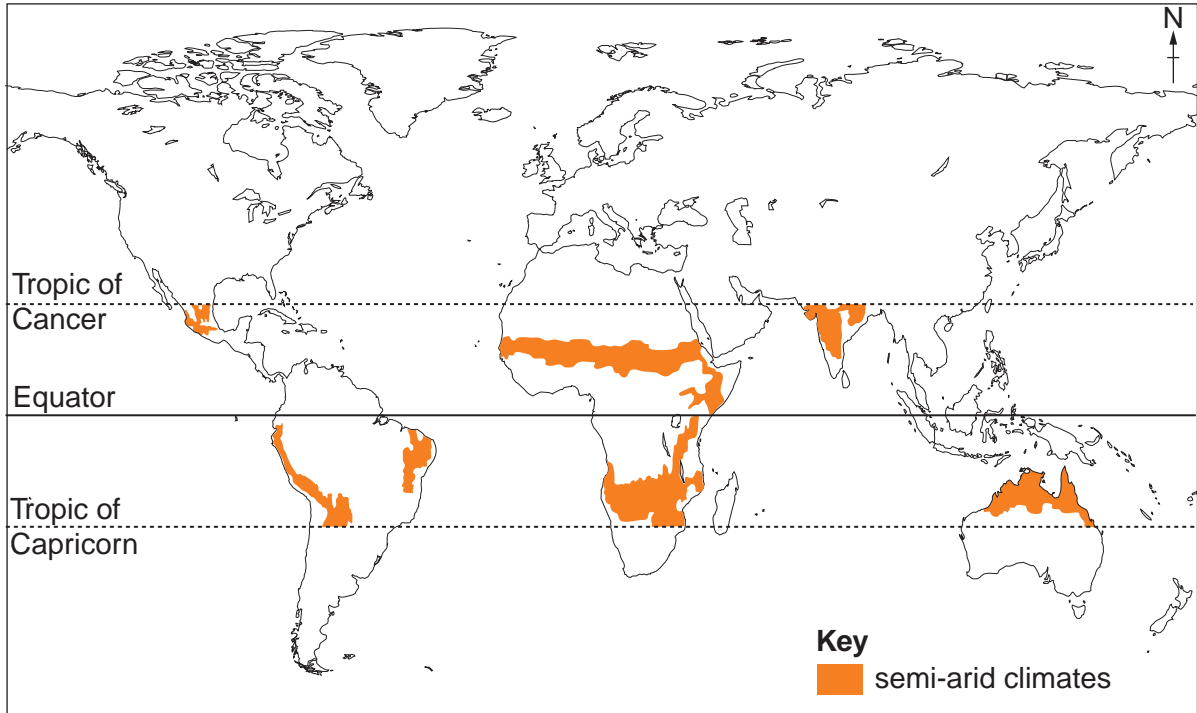 N
Tropic of
Cancer
Equator
Tropic of
Capricorn
Key
semi-arid climates